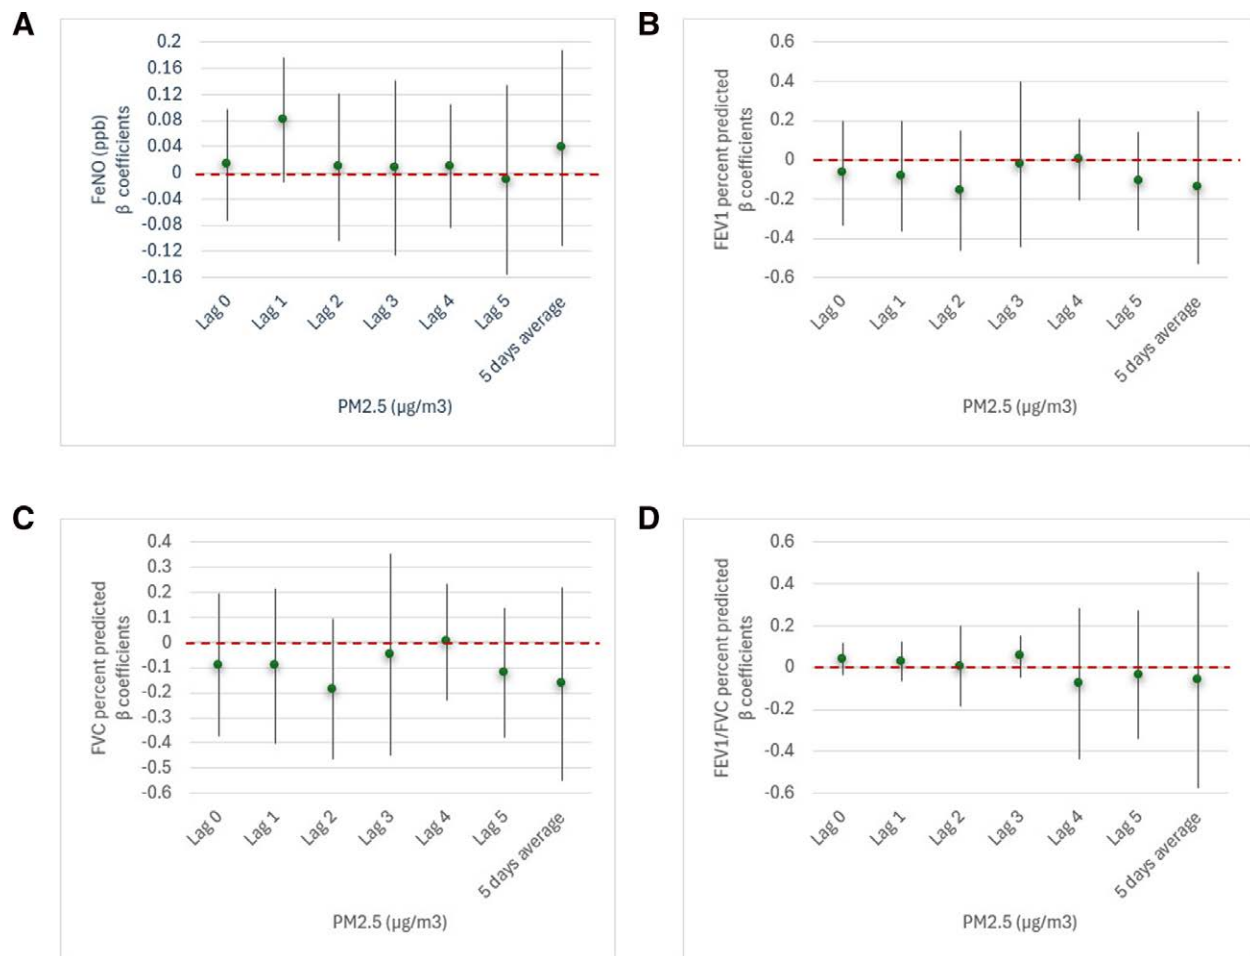 A
FeNO (ppb)
β coefficients
0.2
0.16
0.12
0.08
0.04
0
-0.04
-0.08
-0.12
-0.16
Lag 0
Lag 1
Lag 2
Lag 3
Lag 4
Lag 5
5 days average
PM2.5 (µg/m3)
B
FEV1 percent predicted
β coefficients
0.6
0.4
0.2
0
-0.2
-0.4
-0.6
Lag 0
Lag 1
Lag 2
Lag 3
Lag 4
Lag 5
5 days average
PM2.5 (µg/m3)
C
FVC percent predicted
β coefficients
0.4
0.3
0.2
0.1
0
-0.1
-0.2
-0.3
-0.4
-0.5
-0.6
Lag 0
Lag 1
Lag 2
Lag 3
Lag 4
Lag 5
5 days average
PM2.5 (µg/m3)
D
FEV1/FVC percent predicted
β coefficients
0.6
0.4
0.2
0
-0.2
-0.4
-0.6
Lag 0
Lag 1
Lag 2
Lag 3
Lag 4
Lag 5
5 days average
PM2.5 (µg/m3)